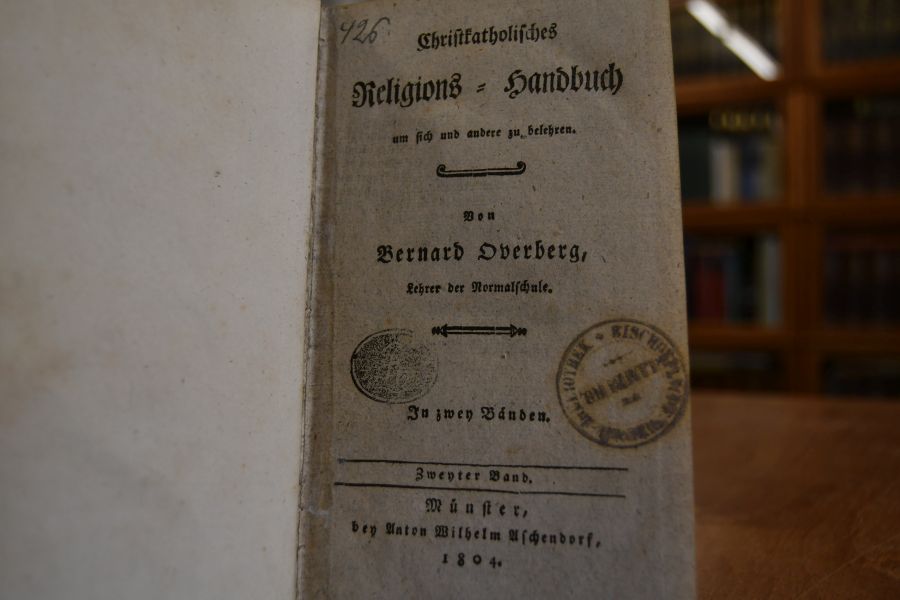 426.
Christkatholisches
Religions = Handbuch
um sich und andere zu belehren.
Von
Bernard Overberg,
Lehrer der Normalschule.
In zwey Bänden.
Zweyter Band.
Münster,
bey Anton Wilhelm Aschendorf,
1804.